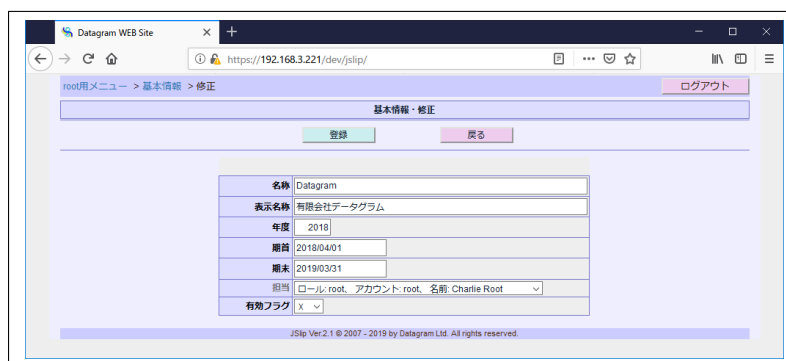 Datagram WEB Site
https://192.168.3.221/dev/jslip/
root用メニュー > 基本情報 > 修正
ログアウト
基本情報・修正
登録 戻る
名称 Datagram
表示名称 有限会社データグラム
年度 2018
期首 2018/04/01
期末 2019/03/31
担当 ロール: root、 アカウント: root、 名前: Charlie Root
有効フラグ X
JSlip Ver.2.1 © 2007 - 2019 by Datagram Ltd. All rights reserved.